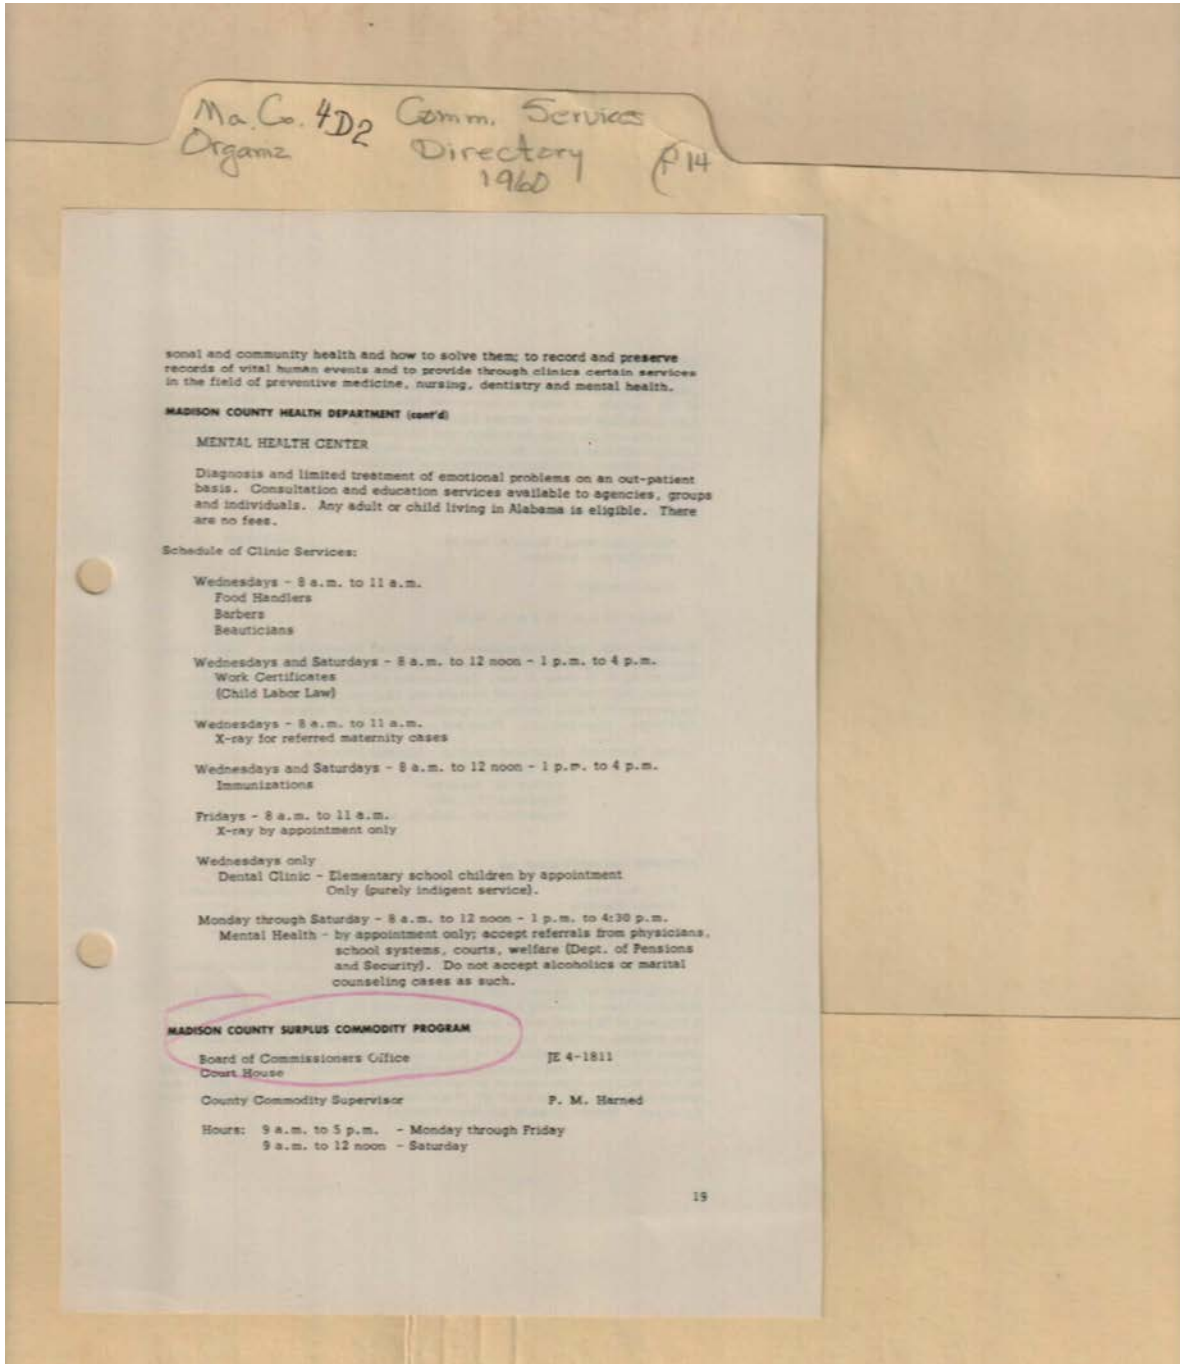 Ma. Co. 4D2 Comm. Services
Organiz Directory
1960 P 14
sonal and community health and how to solve them; to record and preserve
records of vital human events and to provide through clinics certain services
in the field of preventive medicine, nursing, dentistry and mental health.
MADISON COUNTY HEALTH DEPARTMENT (cont'd)
MENTAL HEALTH CENTER
Diagnosis and limited treatment of emotional problems on an out-patient
basis. Consultation and education services available to agencies, groups
and individuals. Any adult or child living in Alabama is eligible. There
are no fees.
Schedule of Clinic Services:
Wednesdays - 8 a.m. to 11 a.m.
Food Handlers
Barbers
Beauticians
Wednesdays and Saturdays - 8 a.m. to 12 noon - 1 p.m. to 4 p.m.
Work Certificates
(Child Labor Law)
Wednesdays - 8 a.m. to 11 a.m.
X-ray for referred maternity cases
Wednesdays and Saturdays - 8 a.m. to 12 noon - 1 p.m. to 4 p.m.
Immunizations
Fridays - 8 a.m. to 11 a.m.
X-ray by appointment only
Wednesdays only
Dental Clinic - Elementary school children by appointment
Only (purely indigent service).
Monday through Saturday - 8 a.m. to 12 noon - 1 p.m. to 4:30 p.m.
Mental Health - by appointment only; accept referrals from physicians,
school systems, courts, welfare (Dept. of Pensions
and Security). Do not accept alcoholics or marital
counseling cases as such.
MADISON COUNTY SURPLUS COMMODITY PROGRAM
Board of Commissioners Office JE 4-1811
Court House
County Commodity Supervisor P. M. Harned
Hours: 9 a.m. to 5 p.m. - Monday through Friday
9 a.m. to 12 noon - Saturday
19